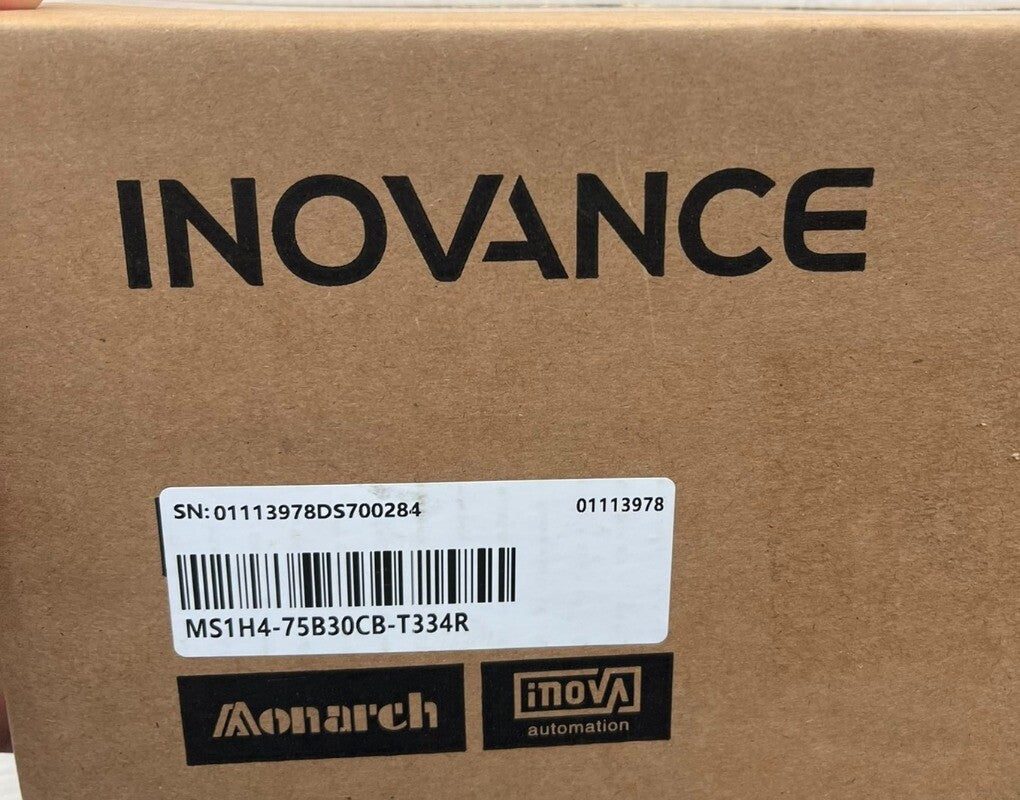 INOVANCE
SN: 01113978DS700284 01113978
MS1H4-75B30CB-T334R
Monarch
inovA
automation